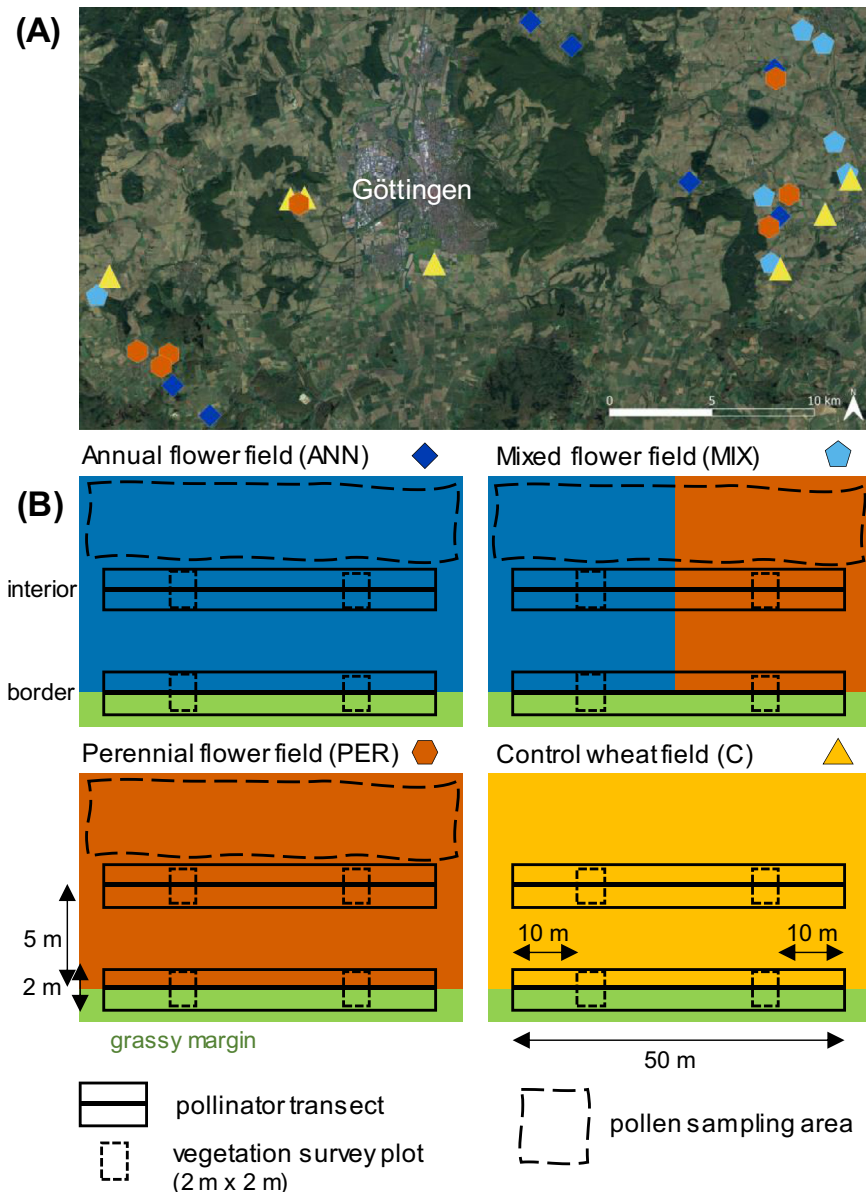 (A)
Göttingen
N
0 5 10 km
Annual flower field (ANN)
Mixed flower field (MIX)
(B)
interior
border
Perennial flower field (PER)
Control wheat field (C)
5 m
10 m
10 m
2 m
grassy margin
50 m
pollinator transect
pollen sampling area
vegetation survey plot
(2 m x 2 m)